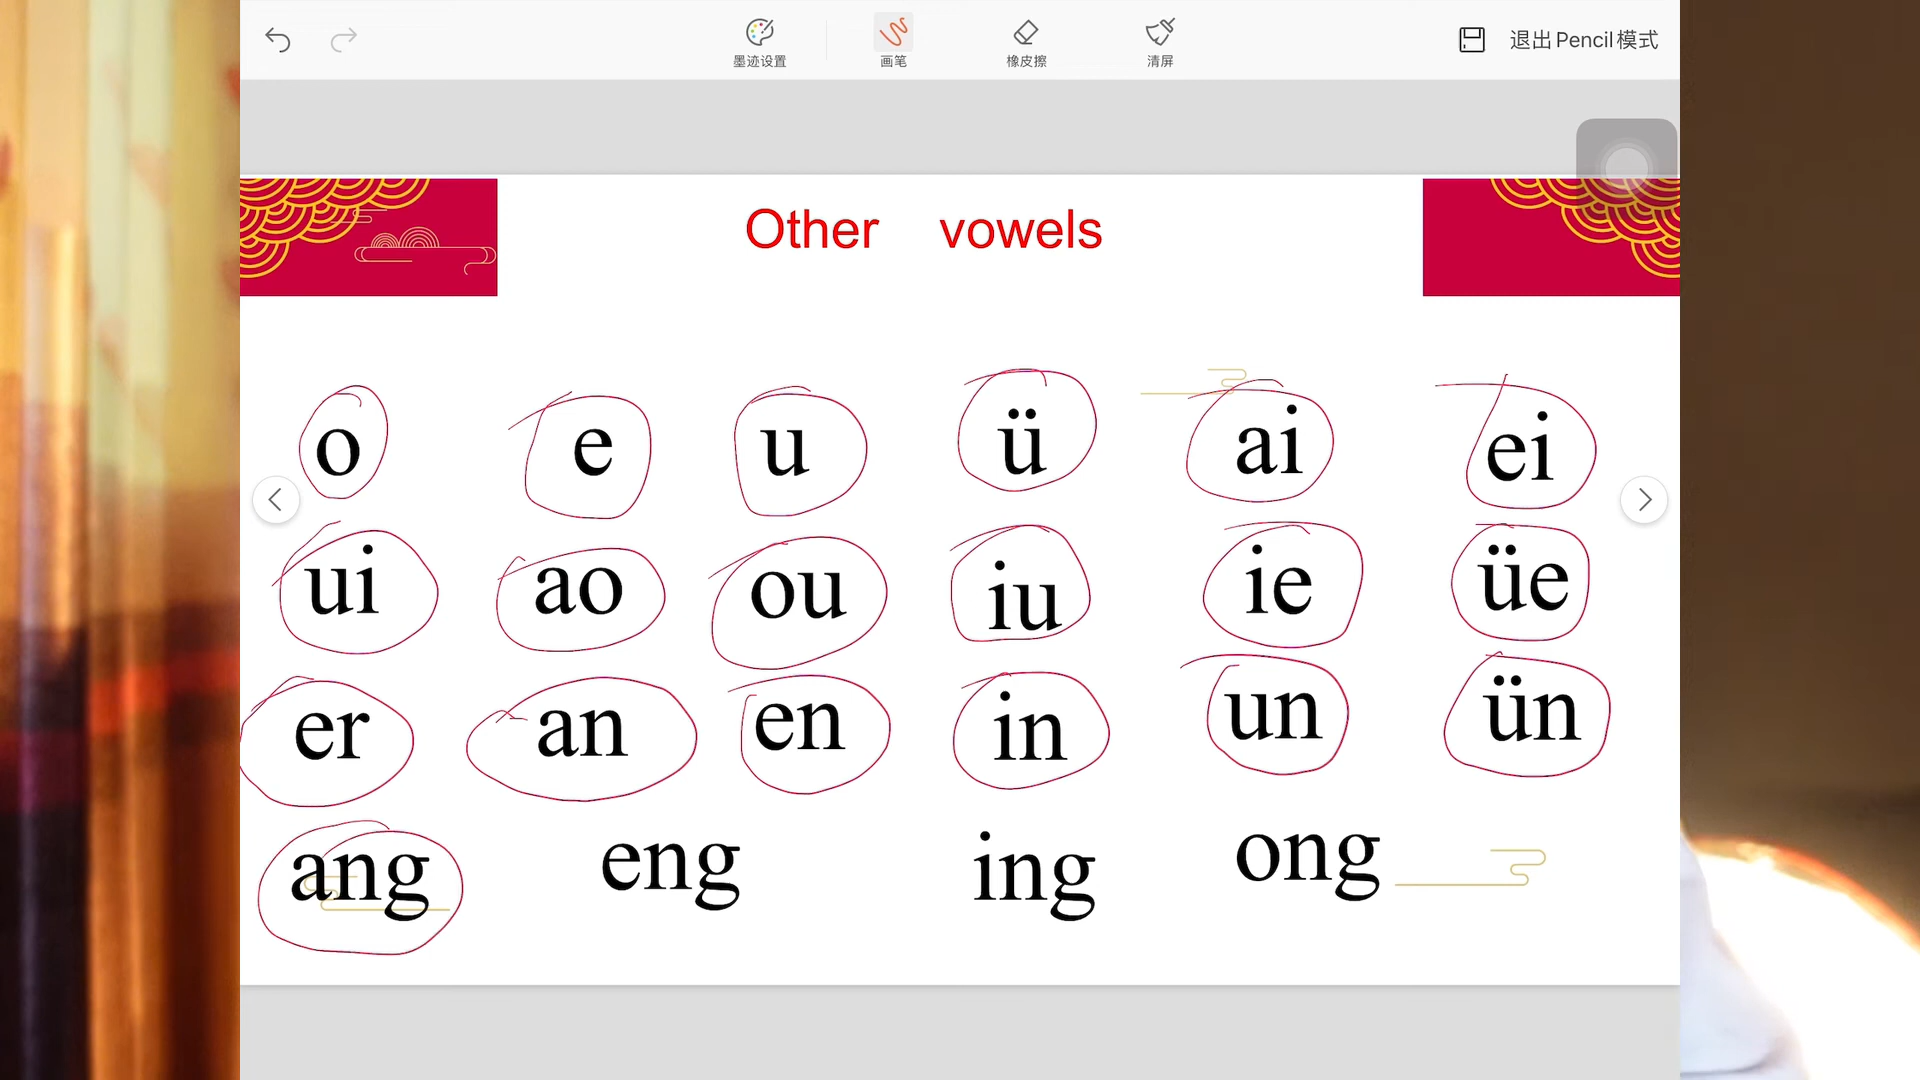 墨迹设置 画笔 橡皮擦 清屏 退出Pencil模式
Other vowels
o e u ü ai ei
ui ao ou iu ie üe
er an en in un ün
ang eng ing ong